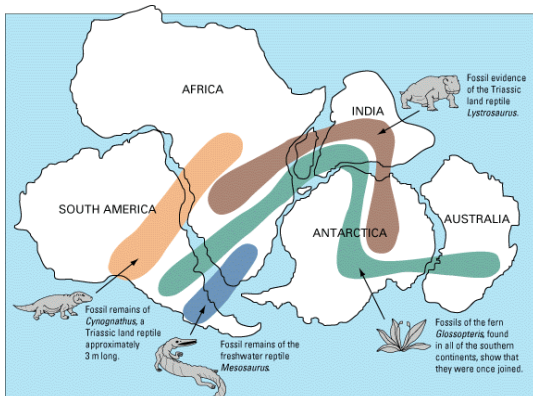 AFRICA
INDIA
Fossil evidence
of the Triassic
land reptile
Lystrosaurus.
SOUTH AMERICA
ANTARCTICA
AUSTRALIA
Fossil remains of
Cynognathus, a
Triassic land reptile
approximately
3 m long.
Fossil remains of the
freshwater reptile
Mesosaurus.
Fossils of the fern
Glossopteris, found
in all of the southern
continents, show that
they were once joined.